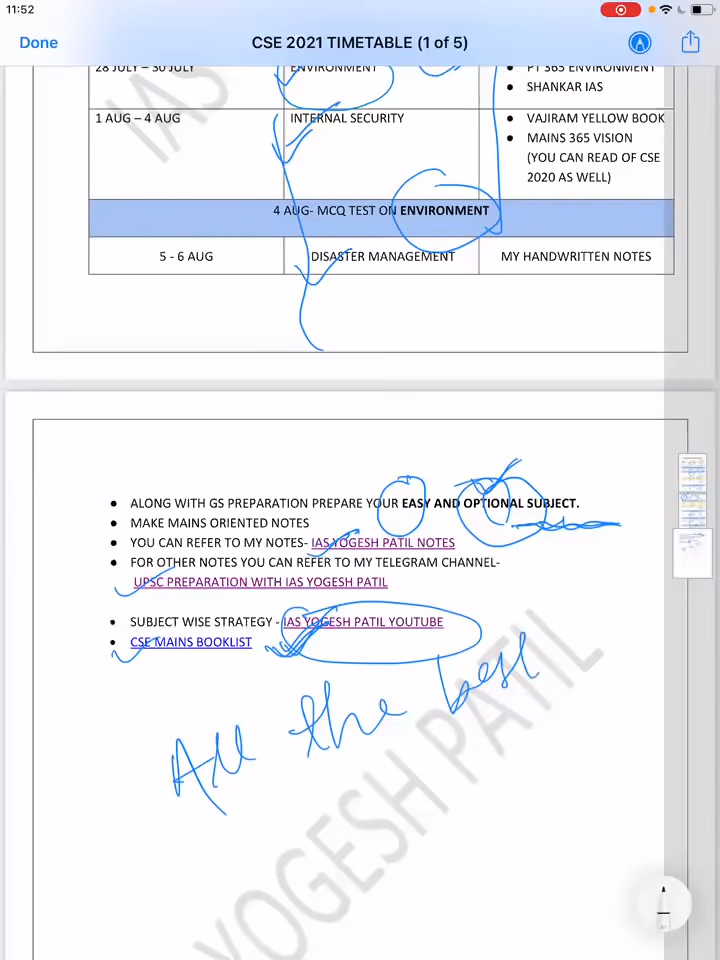 11:52
Done
CSE 2021 TIMETABLE (1 of 5)
28 JULY – 30 JULY
ENVIRONMENT
PT 365 ENVIRONMENT
SHANKAR IAS
1 AUG – 4 AUG
INTERNAL SECURITY
VAJIRAM YELLOW BOOK
MAINS 365 VISION
(YOU CAN READ OF CSE
2020 AS WELL)
4 AUG- MCQ TEST ON ENVIRONMENT
5 - 6 AUG
DISASTER MANAGEMENT
MY HANDWRITTEN NOTES
IAS
ALONG WITH GS PREPARATION PREPARE YOUR EASY AND OPTIONAL SUBJECT.
MAKE MAINS ORIENTED NOTES
YOU CAN REFER TO MY NOTES- IAS YOGESH PATIL NOTES
FOR OTHER NOTES YOU CAN REFER TO MY TELEGRAM CHANNEL-
UPSC PREPARATION WITH IAS YOGESH PATIL
SUBJECT WISE STRATEGY - IAS YOGESH PATIL YOUTUBE
CSE MAINS BOOKLIST
All the best
YOGESH PATIL